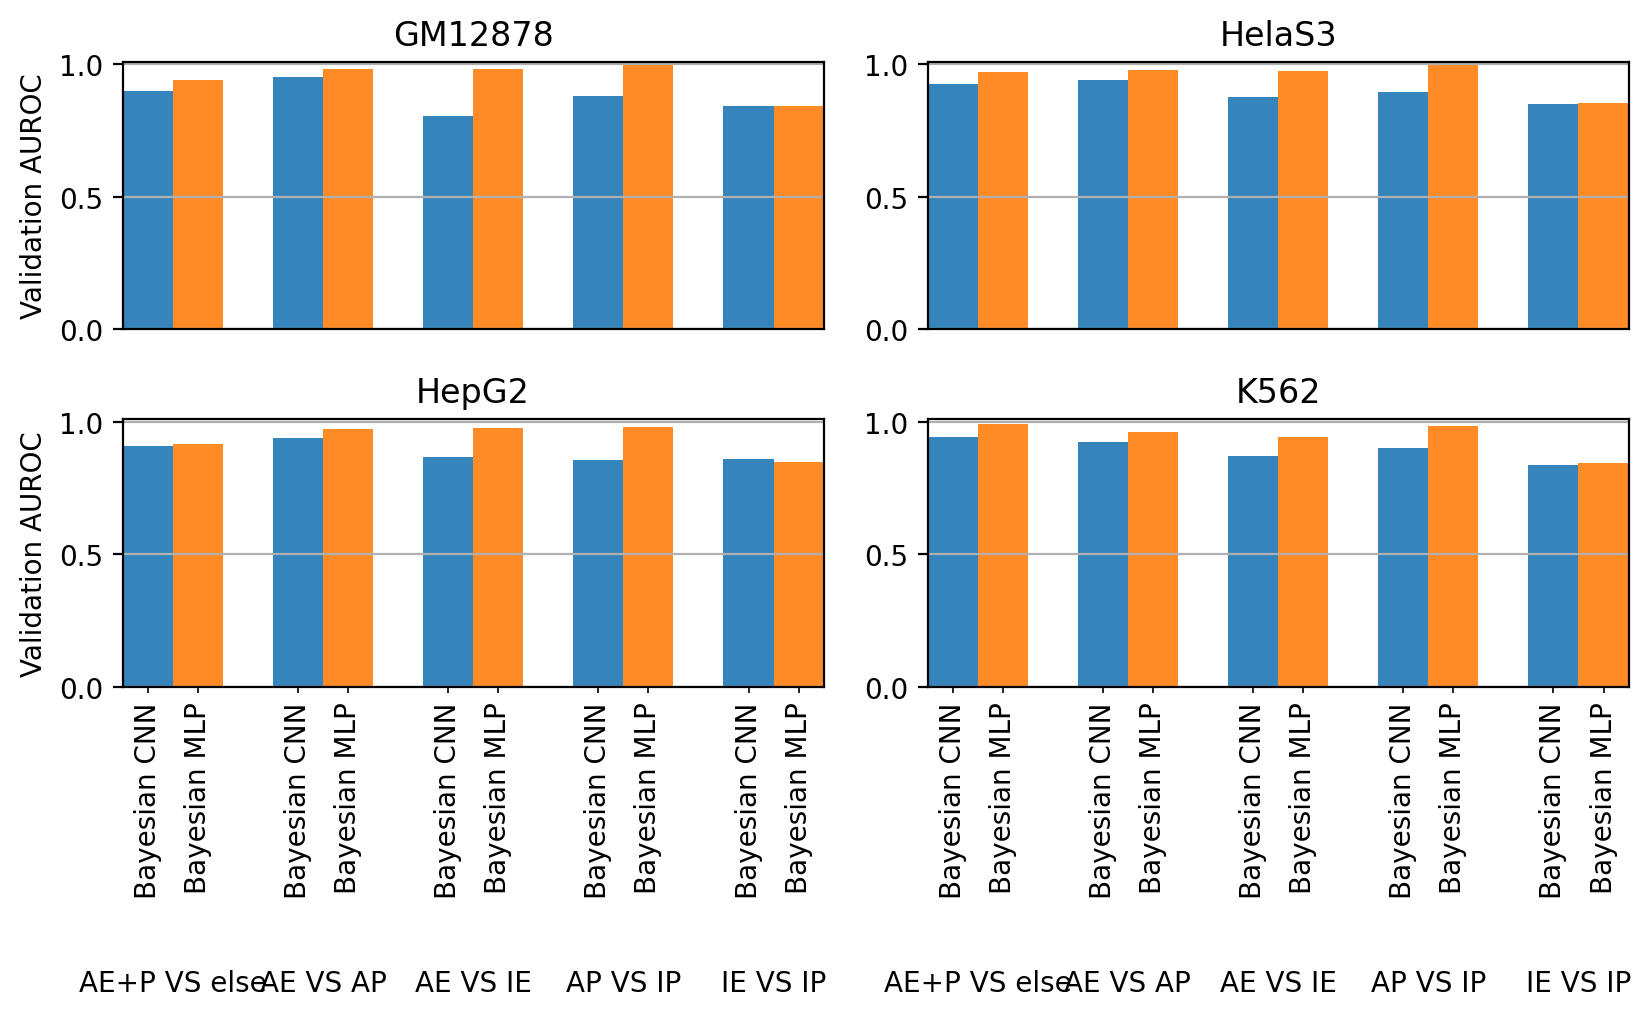 GM12878
HelaS3
Validation AUROC
1.0
0.5
0.0
1.0
0.5
0.0
HepG2
K562
Validation AUROC
1.0
0.5
0.0
1.0
0.5
0.0
Bayesian CNN
Bayesian MLP
Bayesian CNN
Bayesian MLP
Bayesian CNN
Bayesian MLP
Bayesian CNN
Bayesian MLP
Bayesian CNN
Bayesian MLP
Bayesian CNN
Bayesian MLP
Bayesian CNN
Bayesian MLP
Bayesian CNN
Bayesian MLP
Bayesian CNN
Bayesian MLP
Bayesian CNN
Bayesian MLP
AE+P VS else
AE VS AP
AE VS IE
AP VS IP
IE VS IP
AE+P VS else
AE VS AP
AE VS IE
AP VS IP
IE VS IP